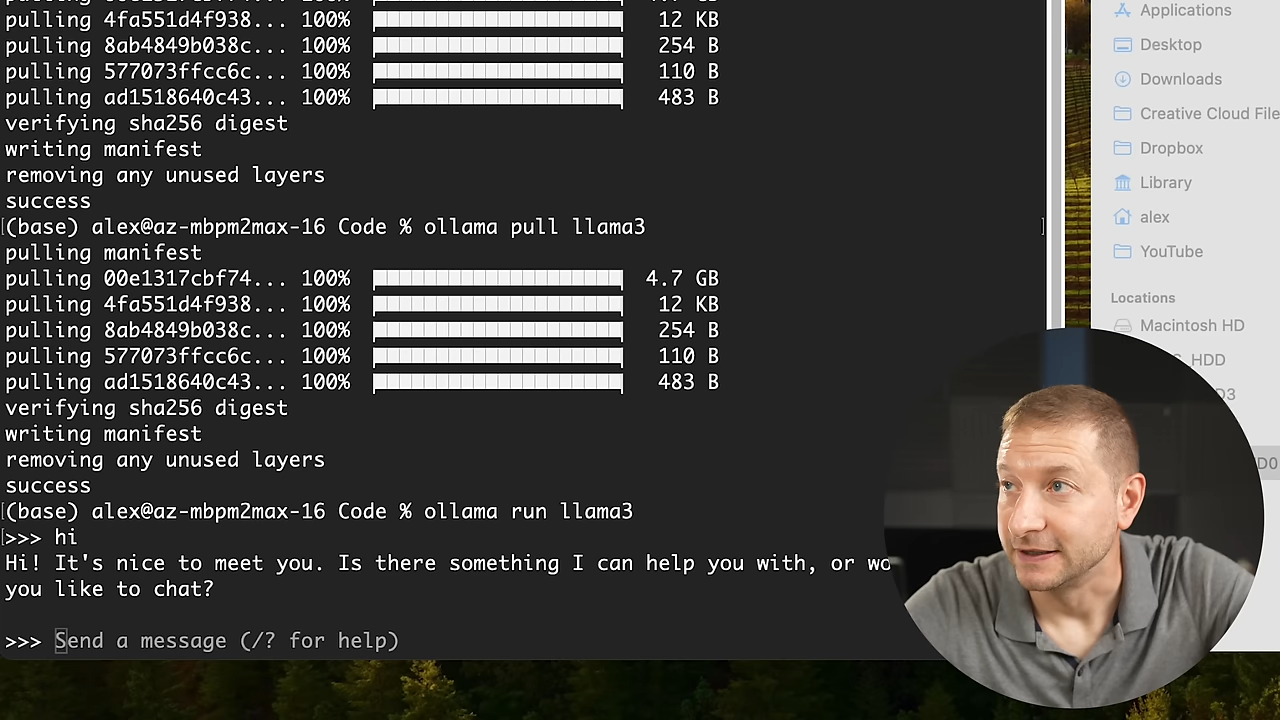 pulling 4fa551d4f938... 100% 12 KB
pulling 8ab4849b038c... 100% 254 B
pulling 577073ffcc6c... 100% 110 B
pulling ad1518640c43... 100% 483 B
verifying sha256 digest
writing manifest
removing any unused layers
success
[(base) alex@az-mbpm2max-16 Code % ollama pull llama3 ]
pulling manifest
pulling 00e1317cbf74... 100% 4.7 GB
pulling 4fa551d4f938... 100% 12 KB
pulling 8ab4849b038c... 100% 254 B
pulling 577073ffcc6c... 100% 110 B
pulling ad1518640c43... 100% 483 B
verifying sha256 digest
writing manifest
removing any unused layers
success
[(base) alex@az-mbpm2max-16 Code % ollama run llama3
[>>> hi
Hi! It's nice to meet you. Is there something I can help you with, or wo
you like to chat?
>>> Send a message (/? for help)
Applications
Desktop
Downloads
Creative Cloud File
Dropbox
Library
alex
YouTube
Locations
Macintosh HD
HDD